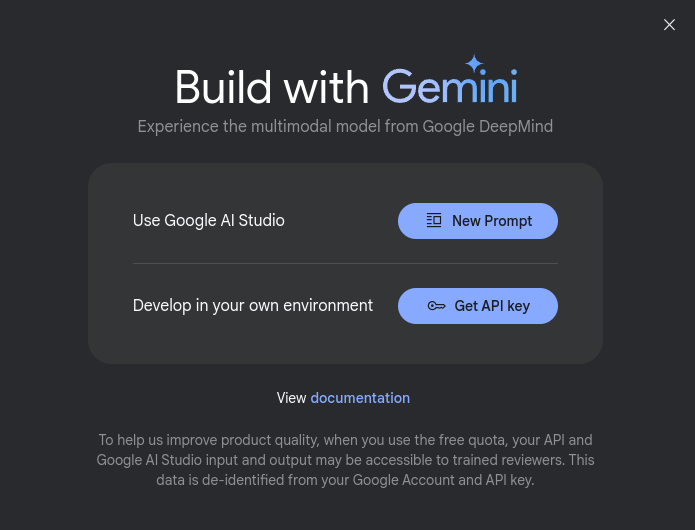 Build with Gemini
Experience the multimodal model from Google DeepMind
Use Google AI Studio
New Prompt
Develop in your own environment
Get API key
View documentation
To help us improve product quality, when you use the free quota, your API and
Google AI Studio input and output may be accessible to trained reviewers. This
data is de-identified from your Google Account and API key.